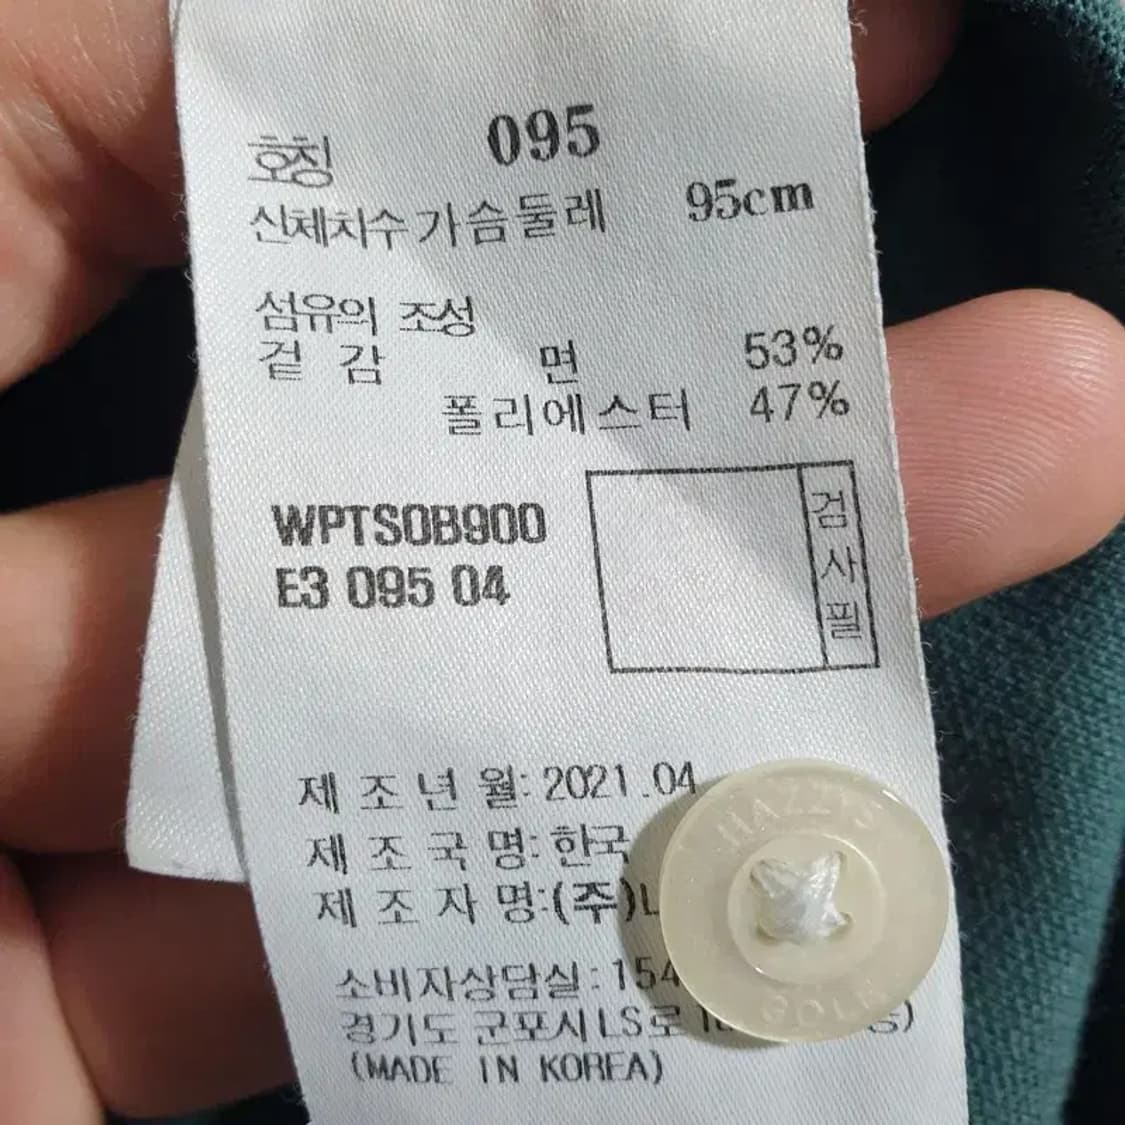 호칭 095
신체치수 가슴둘레 95cm
섬유의 조성
겉 감 면 53%
폴리에스터 47%
WPTSOB900
E3 095 04
검사필
제 조 년 월: 2021.04
제 조 국 명: 한국
제 조 자 명:(주)L
소비자상담실: 154
경기도 군포시 LS로
(MADE IN KOREA)
HAZZYS
GOLF